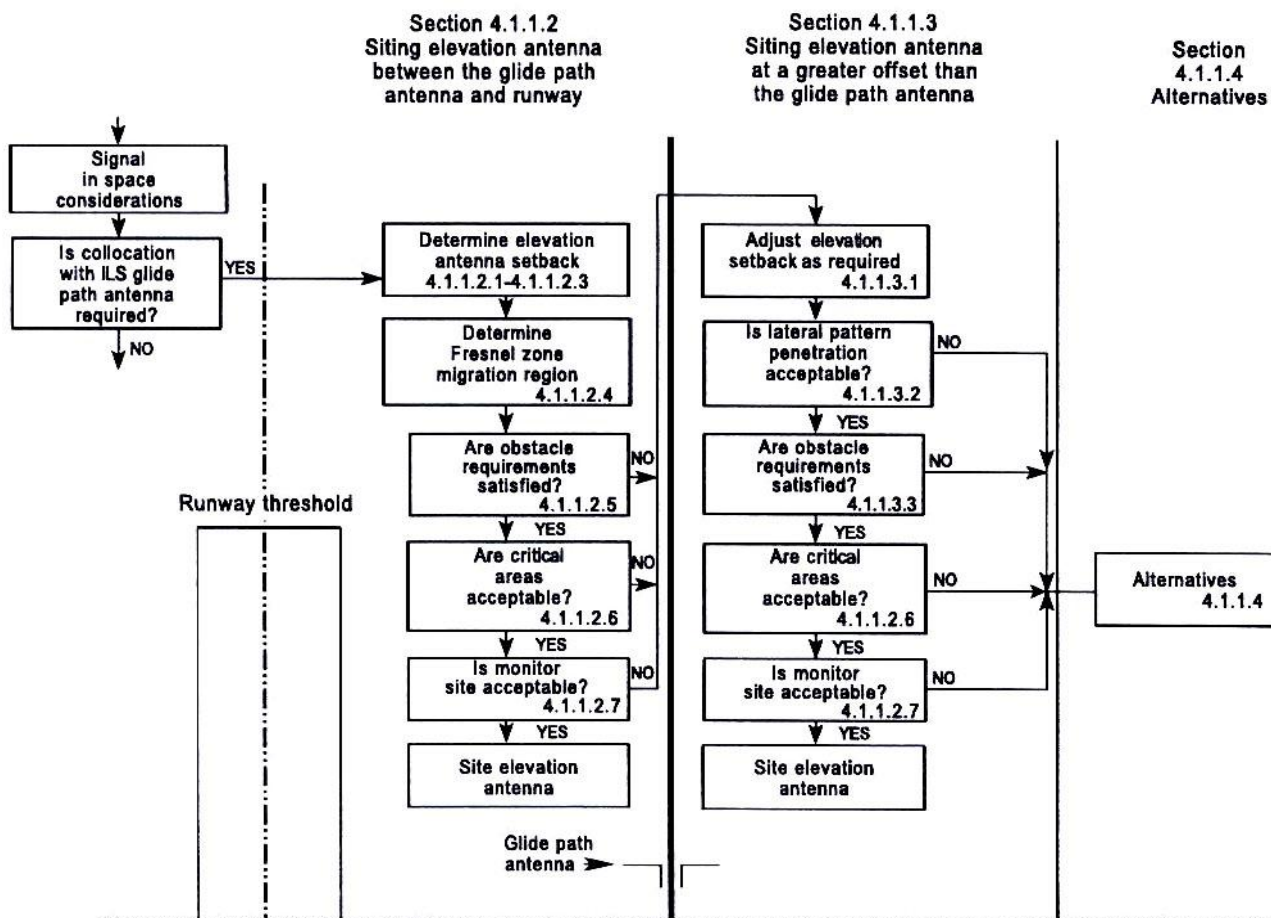 Section 4.1.1.2
Siting elevation antenna
between the glide path
antenna and runway
Section 4.1.1.3
Siting elevation antenna
at a greater offset than
the glide path antenna
Section
4.1.1.4
Alternatives
Signal
in space
considerations
Is collocation
with ILS glide
path antenna
required?
YES
NO
Runway threshold
Determine elevation
antenna setback
4.1.1.2.1-4.1.1.2.3
Determine
Fresnel zone
migration region
4.1.1.2.4
Are obstacle
requirements
satisfied?
4.1.1.2.5
NO
YES
Are critical
areas
acceptable?
4.1.1.2.6
NO
YES
Is monitor
site acceptable?
4.1.1.2.7
NO
YES
Site elevation
antenna
Glide path
antenna
Adjust elevation
setback as required
4.1.1.3.1
Is lateral pattern
penetration
acceptable?
4.1.1.3.2
NO
YES
Are obstacle
requirements
satisfied?
4.1.1.3.3
NO
YES
Are critical
areas
acceptable?
4.1.1.2.6
NO
YES
Is monitor
site acceptable?
4.1.1.2.7
NO
YES
Site elevation
antenna
Alternatives
4.1.1.4